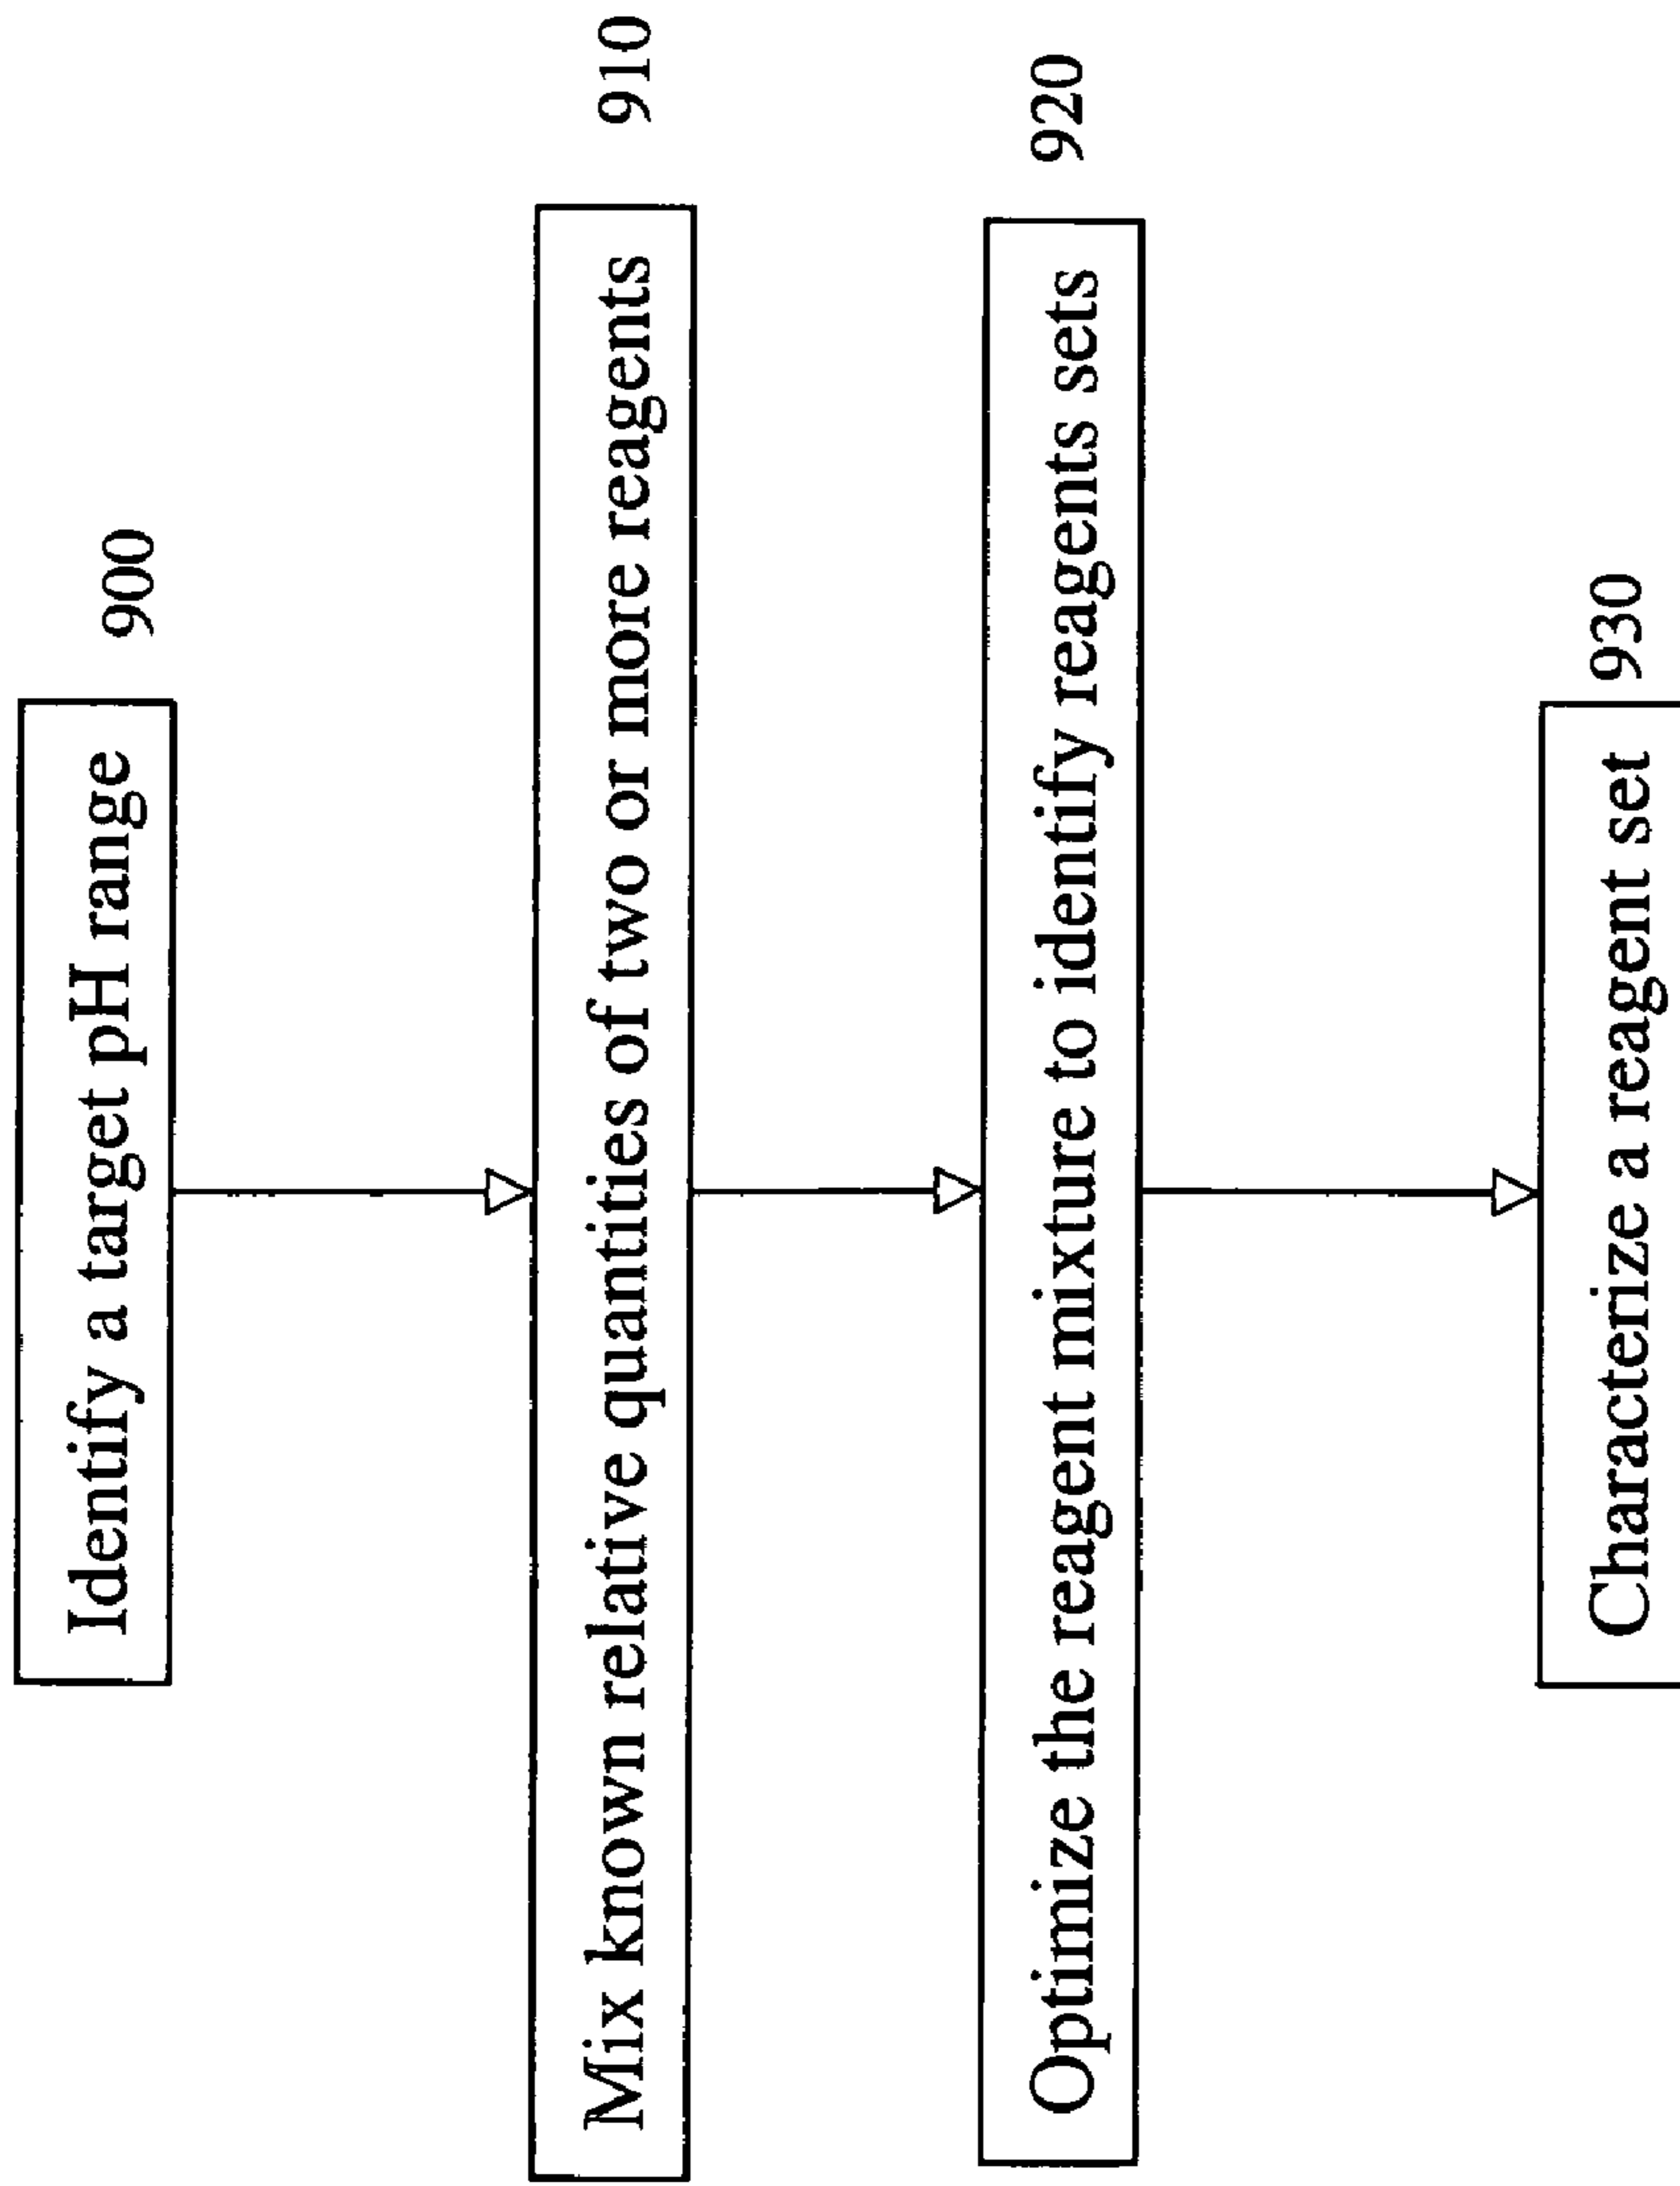 Identify a target pH range
900
Mix known relative quantities of two or more reagents
910
Optimize the reagent mixture to identify reagents sets
920
Characterize a reagent set
930